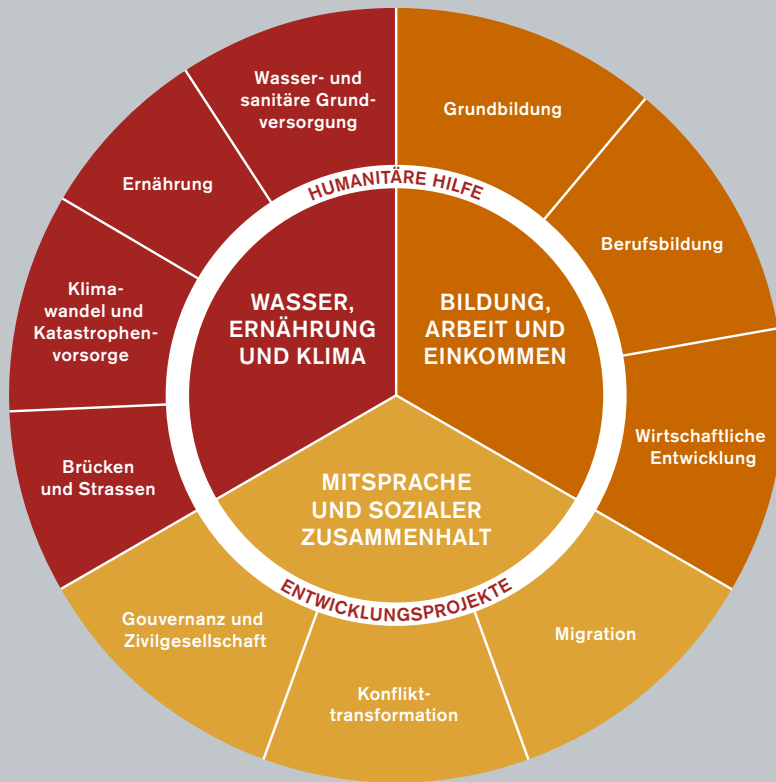 Wasser- und
sanitäre Grund-
versorgung
Grundbildung
Ernährung
HUMANITÄRE HILFE
Berufsbildung
Klima-
wandel und
Katastrophen-
vorsorge
WASSER,
ERNÄHRUNG
UND KLIMA
BILDUNG,
ARBEIT UND
EINKOMMEN
Wirtschaftliche
Entwicklung
Brücken
und Strassen
MITSPRACHE
UND SOZIALER
ZUSAMMENHALT
ENTWICKLUNGSPROJEKTE
Gouvernanz und
Zivilgesellschaft
Migration
Konflikt-
transformation